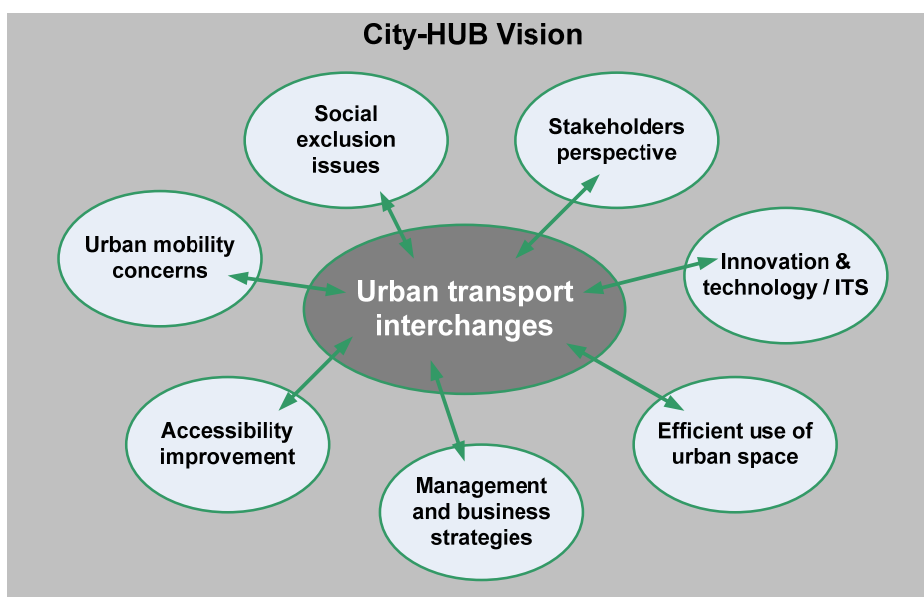 City-HUB Vision
Social
exclusion
issues
Stakeholders
perspective
Urban mobility
concerns
Innovation &
technology / ITS
Urban transport
interchanges
Accessibility
improvement
Efficient use of
urban space
Management
and business
strategies